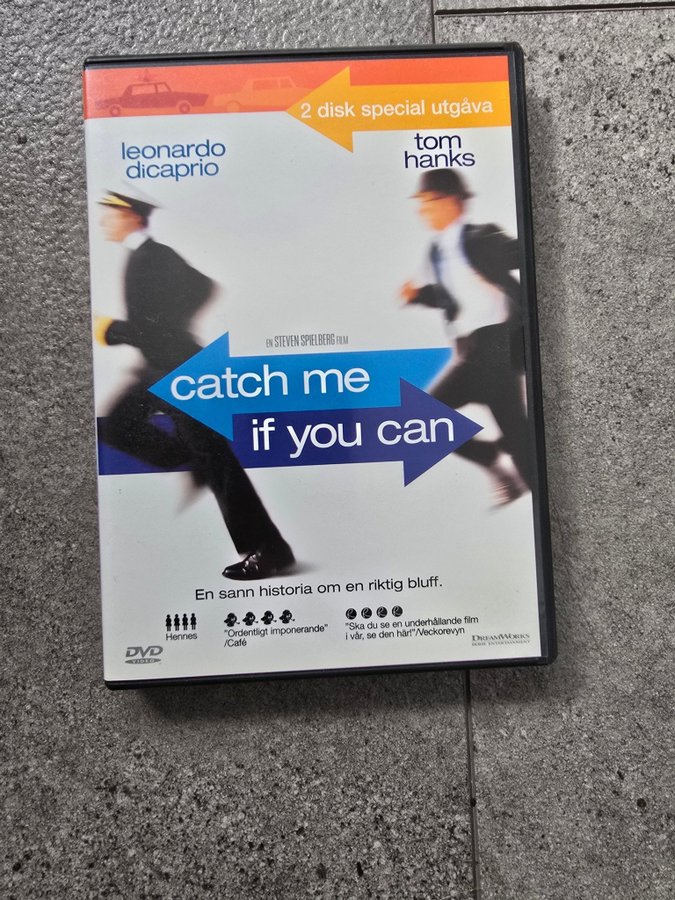 2 disk special utgåva
leonardo
dicaprio
tom
hanks
EN STEVEN SPIELBERG FILM
catch me
if you can
En sann historia om en riktig bluff.
Hennes
"Ordentligt imponerande"
/Café
"Ska du se en underhållande film
i vår, se den här!"/Veckorevyn
DVD
VIDEO
DREAMWORKS
HOME ENTERTAINMENT